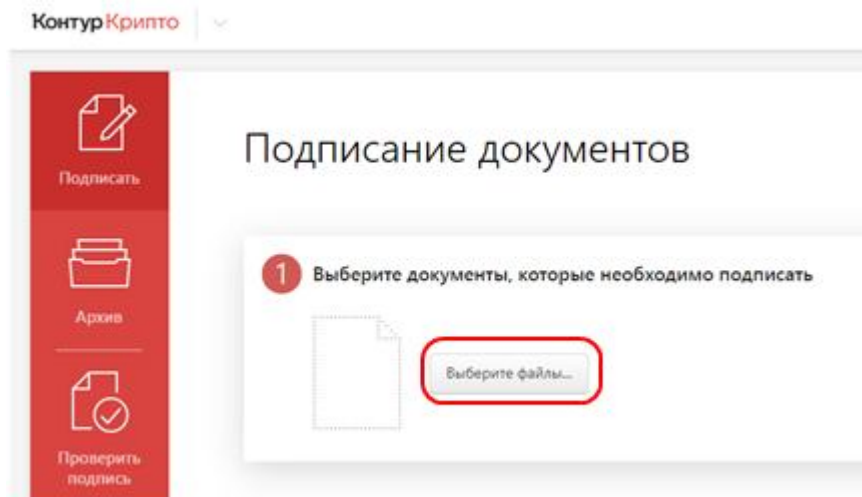 КонтурКрипто
Подписать
Подписание документов
Архив
1 Выберите документы, которые необходимо подписать
Выберите файлы...
Проверить
подпись